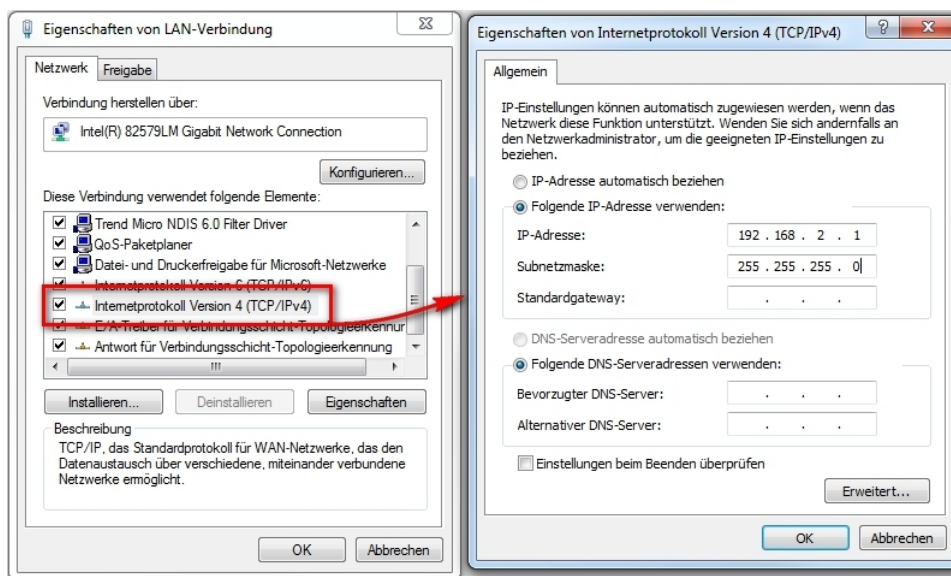 Eigenschaften von LAN-Verbindung
Netzwerk
Freigabe
Verbindung herstellen über:
Intel(R) 82579LM Gigabit Network Connection
Konfigurieren...
Diese Verbindung verwendet folgende Elemente:
Trend Micro NDIS 6.0 Filter Driver
QoS-Paketplaner
Datei- und Druckerfreigabe für Microsoft-Netzwerke
Internetprotokoll Version 6 (TCP/IPv6)
Internetprotokoll Version 4 (TCP/IPv4)
E/A-Treiber für Verbindungsschicht-Topologieerkennur
Antwort für Verbindungsschicht-Topologieerkennung
Installieren...
Deinstallieren
Eigenschaften
Beschreibung
TCP/IP, das Standardprotokoll für WAN-Netzwerke, das den
Datenaustausch über verschiedene, miteinander verbundene
Netzwerke ermöglicht.
OK
Abbrechen
Eigenschaften von Internetprotokoll Version 4 (TCP/IPv4)
Allgemein
IP-Einstellungen können automatisch zugewiesen werden, wenn das
Netzwerk diese Funktion unterstützt. Wenden Sie sich andernfalls an
den Netzwerkadministrator, um die geeigneten IP-Einstellungen zu
beziehen.
IP-Adresse automatisch beziehen
Folgende IP-Adresse verwenden:
IP-Adresse: 192 . 168 . 2 . 1
Subnetzmaske: 255 . 255 . 255 . 0
Standardgateway: . . .
DNS-Serveradresse automatisch beziehen
Folgende DNS-Serveradressen verwenden:
Bevorzugter DNS-Server: . . .
Alternativer DNS-Server: . . .
Einstellungen beim Beenden überprüfen
Erweitert...
OK
Abbrechen